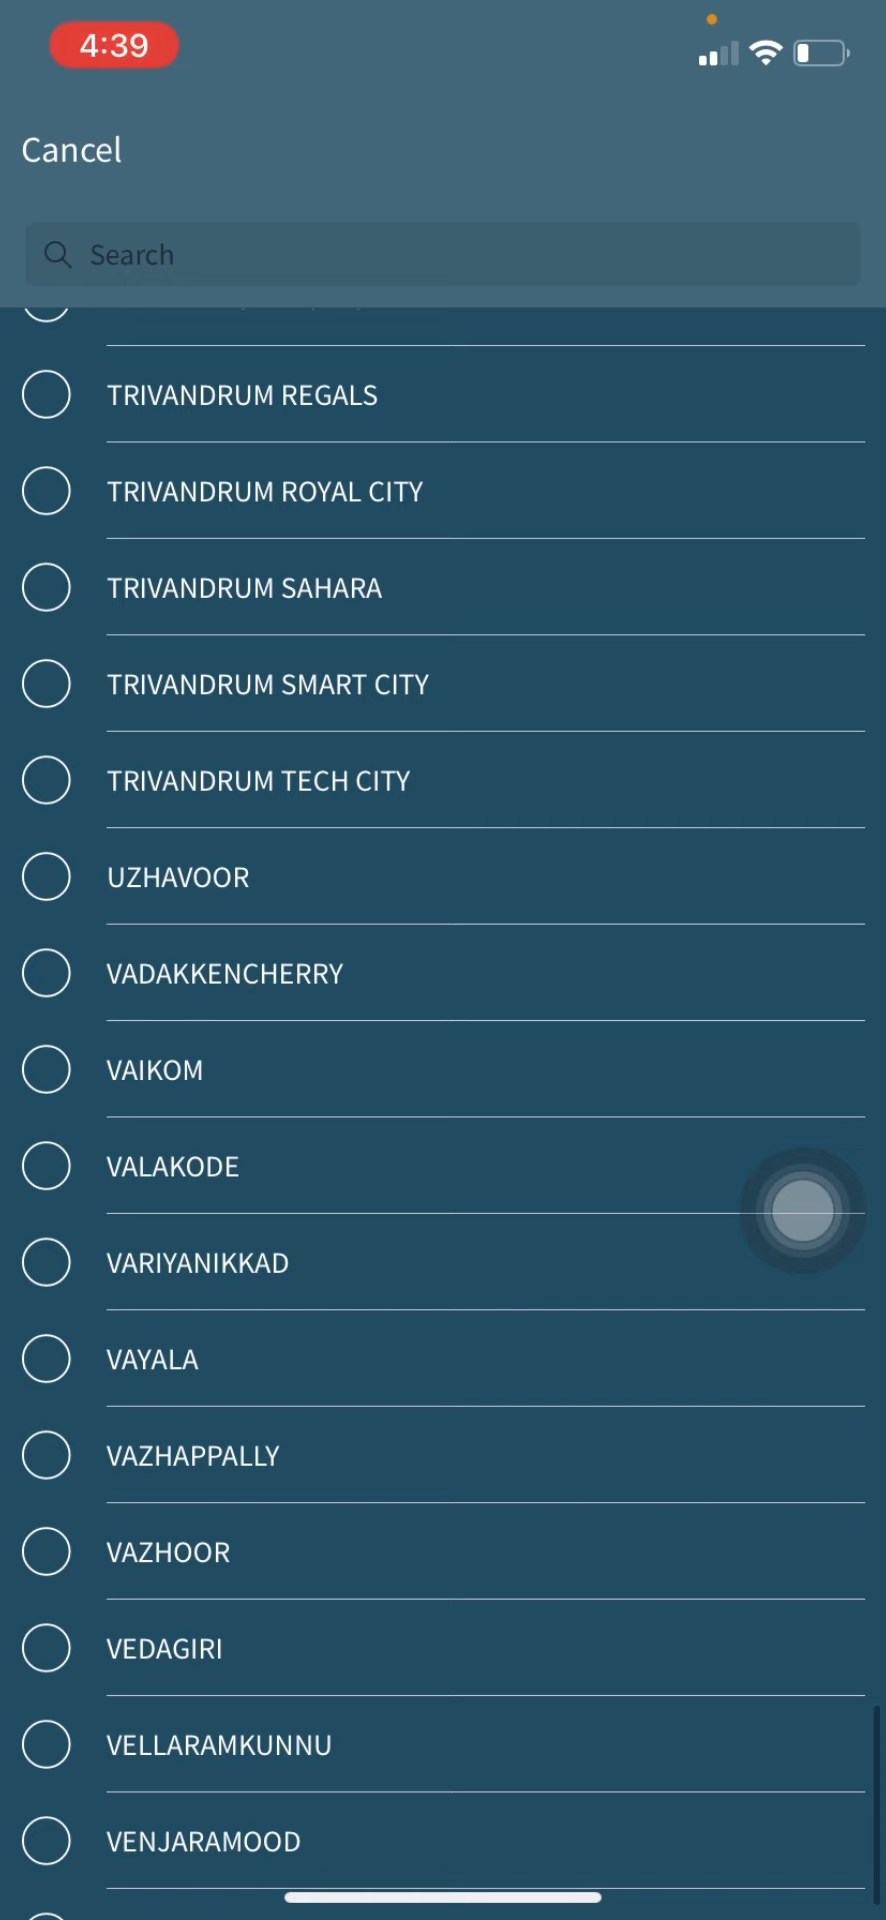 4:39
Cancel
Search
TRIVANDRUM REGALS
TRIVANDRUM ROYAL CITY
TRIVANDRUM SAHARA
TRIVANDRUM SMART CITY
TRIVANDRUM TECH CITY
UZHAVOOR
VADAKKENCHERRY
VAIKOM
VALAKODE
VARIYANIKKAD
VAYALA
VAZHAPPALLY
VAZHOOR
VEDAGIRI
VELLARAMKUNNU
VENJARAMOOD